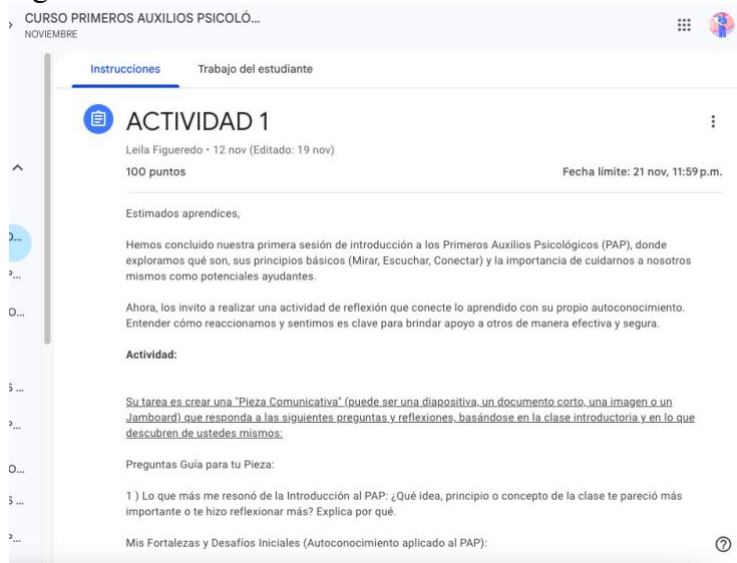 CURSO PRIMEROS AUXILIOS PSICOLÓ...
NOVIEMBRE
Instrucciones Trabajo del estudiante
ACTIVIDAD 1
Leila Figueredo • 12 nov (Editado: 19 nov)
100 puntos Fecha límite: 21 nov, 11:59 p.m.
Estimados aprendices,
Hemos concluido nuestra primera sesión de introducción a los Primeros Auxilios Psicológicos (PAP), donde
exploramos qué son, sus principios básicos (Mirar, Escuchar, Conectar) y la importancia de cuidarnos a nosotros
mismos como potenciales ayudantes.
Ahora, los invito a realizar una actividad de reflexión que conecte lo aprendido con su propio autoconocimiento.
Entender cómo reaccionamos y sentimos es clave para brindar apoyo a otros de manera efectiva y segura.
Actividad:
Su tarea es crear una "Pieza Comunicativa" (puede ser una diapositiva, un documento corto, una imagen o un
Jamboard) que responda a las siguientes preguntas y reflexiones, basándose en la clase introductoria y en lo que
descubren de ustedes mismos:
Preguntas Guía para tu Pieza:
1 ) Lo que más me resonó de la Introducción al PAP: ¿Qué idea, principio o concepto de la clase te pareció más
importante o te hizo reflexionar más? Explica por qué.
Mis Fortalezas y Desafíos Iniciales (Autoconocimiento aplicado al PAP):